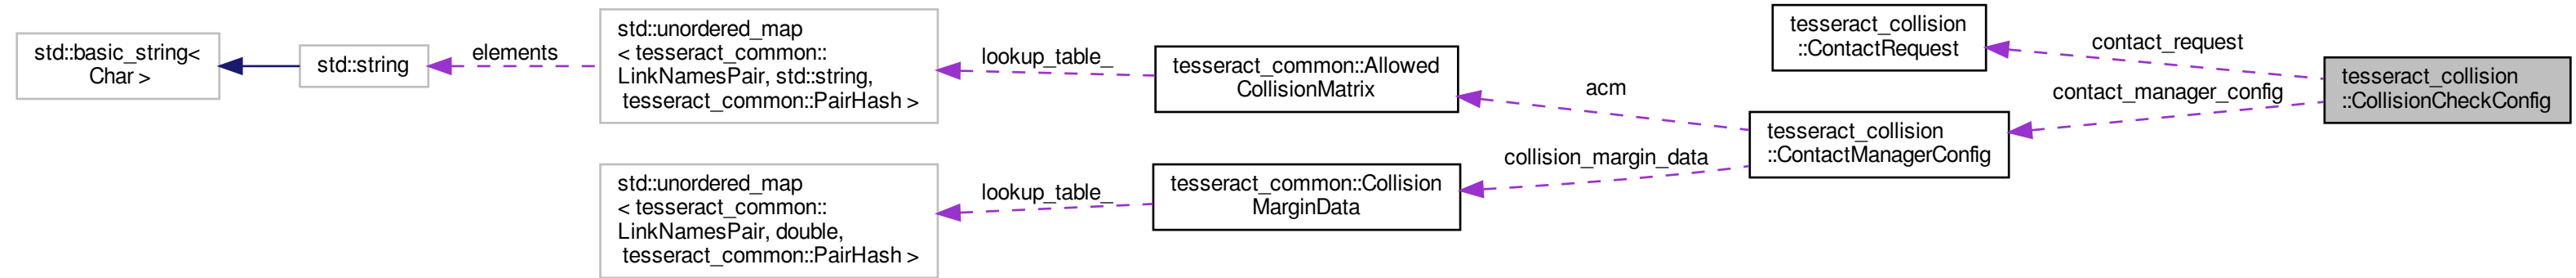 std::basic_string<
Char >
std::string
elements
std::unordered_map
< tesseract_common::
LinkNamesPair, std::string,
tesseract_common::PairHash >
lookup_table_
tesseract_common::Allowed
CollisionMatrix
acm
tesseract_collision
::ContactRequest
contact_request
tesseract_collision
::CollisionCheckConfig
contact_manager_config
tesseract_collision
::ContactManagerConfig
collision_margin_data
tesseract_common::Collision
MarginData
lookup_table_
std::unordered_map
< tesseract_common::
LinkNamesPair, double,
tesseract_common::PairHash >